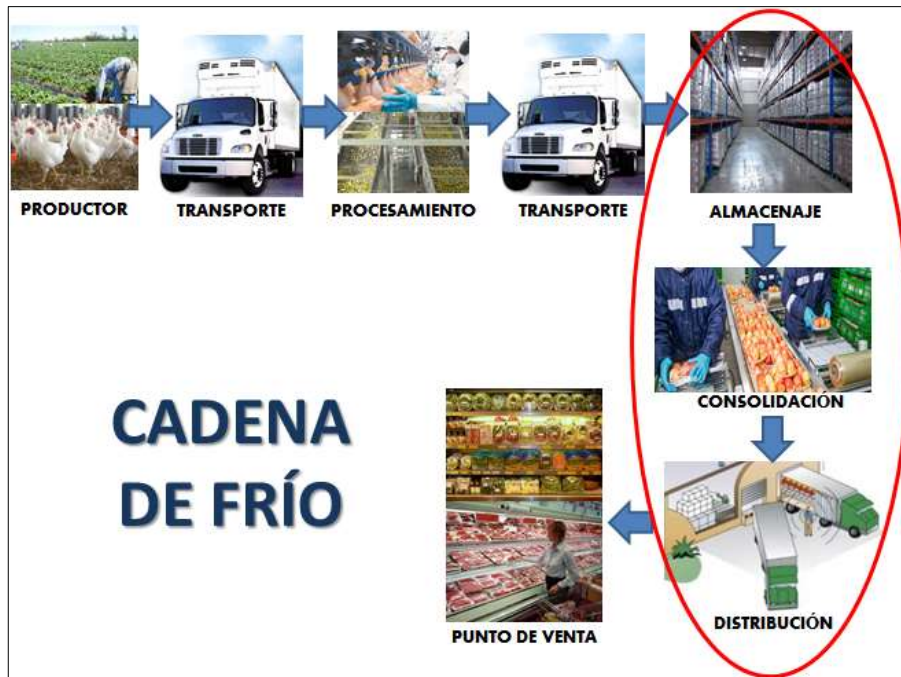 PRODUCTOR
TRANSPORTE
PROCESAMIENTO
TRANSPORTE
ALMACENAJE
CONSOLIDACIÓN
CADENA
DE FRÍO
DISTRIBUCIÓN
PUNTO DE VENTA